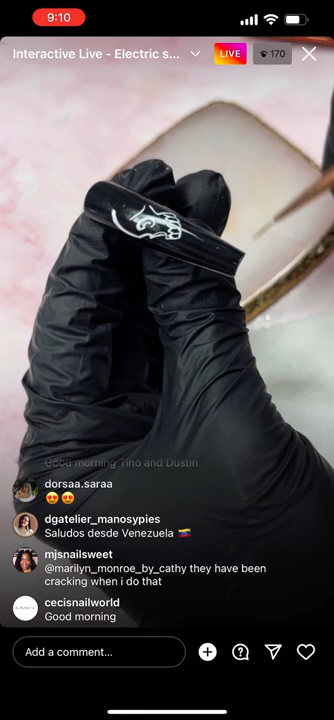 9:10
Interactive Live - Electric s...
LIVE
170
Good morning Tino and Dustin
dorsaa.saraa
😍😍
dgatelier_manosypies
Saludos desde Venezuela 🇻🇪
mjsnailsweet
@marilyn_monroe_by_cathy they have been
cracking when i do that
cecisnailworld
Good morning
Add a comment...